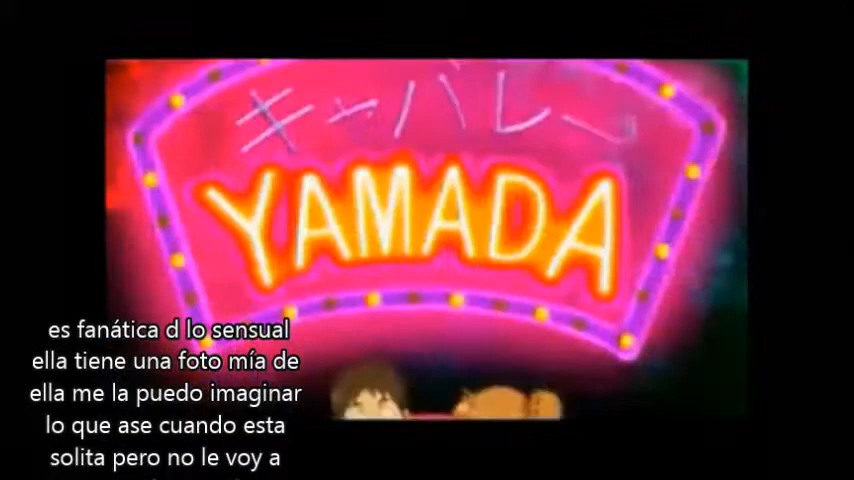 キャバレー
YAMADA
es fanática d lo sensual
ella tiene una foto mía de
ella me la puedo imaginar
lo que ase cuando esta
solita pero no le voy a